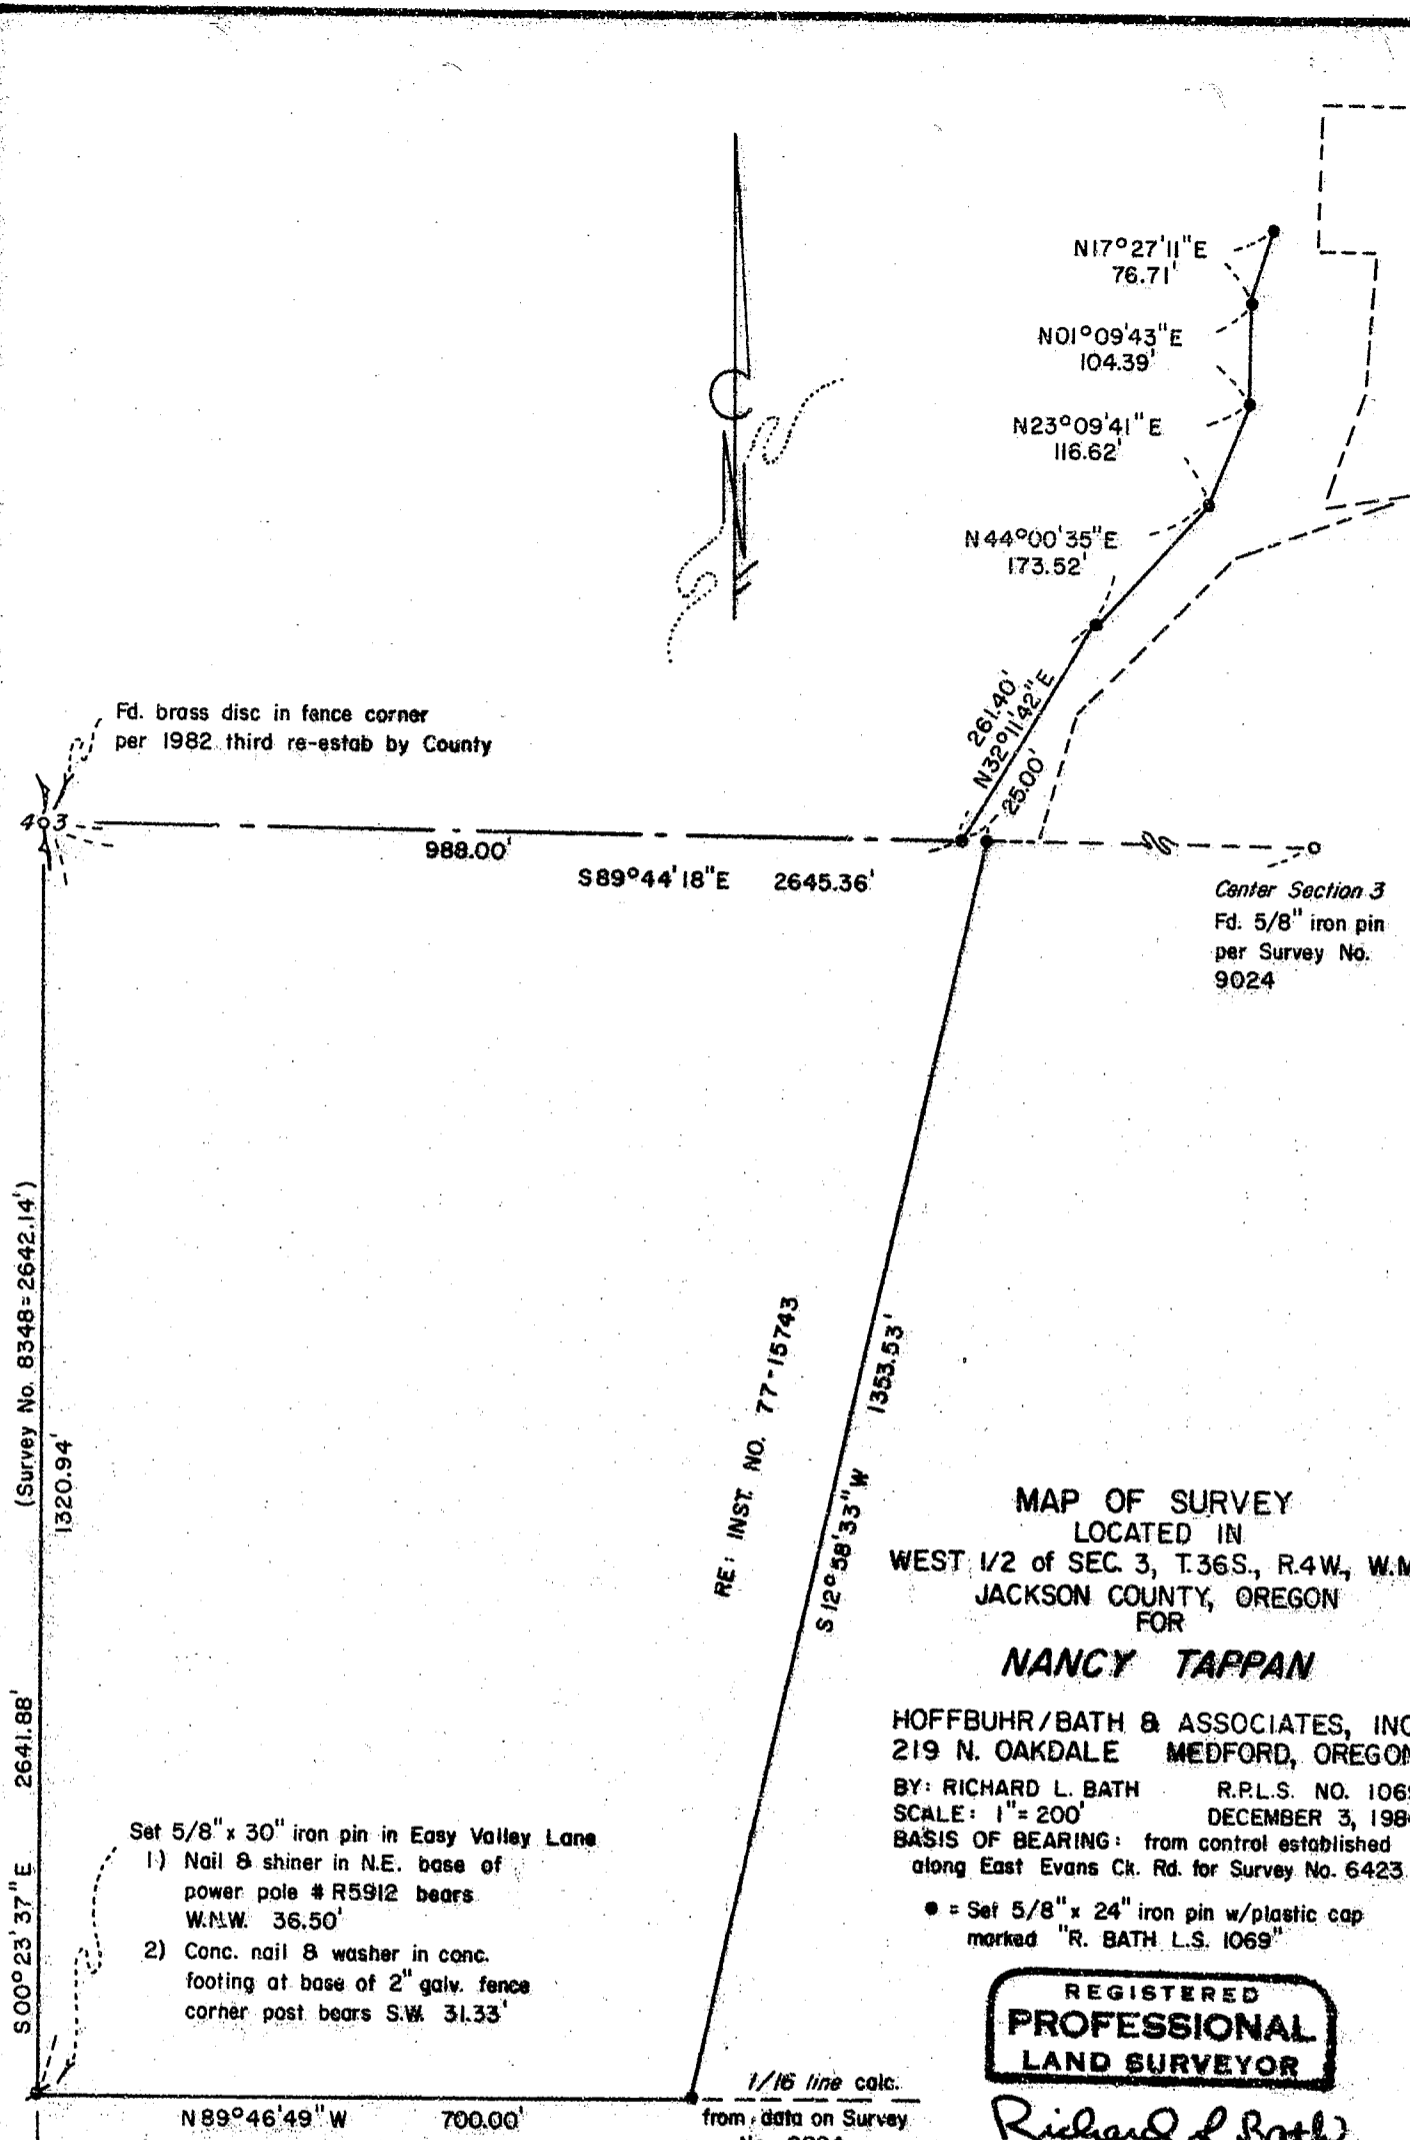 N17°27'11"E
76.71'
N01°09'43"E
104.39'
N23°09'41"E
116.62'
N44°00'35"E
173.52'
261.40'
N32°11'42"E
25.00'
Fd. brass disc in fence corner
per 1982 third re-estab by County
4 3
988.00'
S89°44'18"E 2645.36'
Center Section 3
Fd. 5/8" iron pin
per Survey No.
9024
(Survey No. 8348=2642.14')
1320.94'
S00°23'37"E 2641.88'
RE: INST. NO. 77-15743
S12°58'33"W 1353.53'
MAP OF SURVEY
LOCATED IN
WEST 1/2 of SEC. 3, T.36S., R.4W., W.M
JACKSON COUNTY, OREGON
FOR
NANCY TAPPAN
HOFFBUHR/BATH & ASSOCIATES, INC
219 N. OAKDALE MEDFORD, OREGON
BY: RICHARD L. BATH R.P.L.S. NO. 1069
SCALE: 1"=200' DECEMBER 3, 198
BASIS OF BEARING: from control established
along East Evans Ck. Rd. for Survey No. 6423
● = Set 5/8" x 24" iron pin w/plastic cap
marked "R. BATH L.S. 1069"
REGISTERED
PROFESSIONAL
LAND SURVEYOR
Richard L Bath
Set 5/8" x 30" iron pin in Easy Valley Lane
1) Nail & shiner in N.E. base of
power pole # R5912 bears
W.N.W. 36.50'
2) Conc. nail & washer in conc.
footing at base of 2" galv. fence
corner post bears S.W. 31.33'
1/16 line calc.
from data on Survey
N89°46'49"W 700.00'